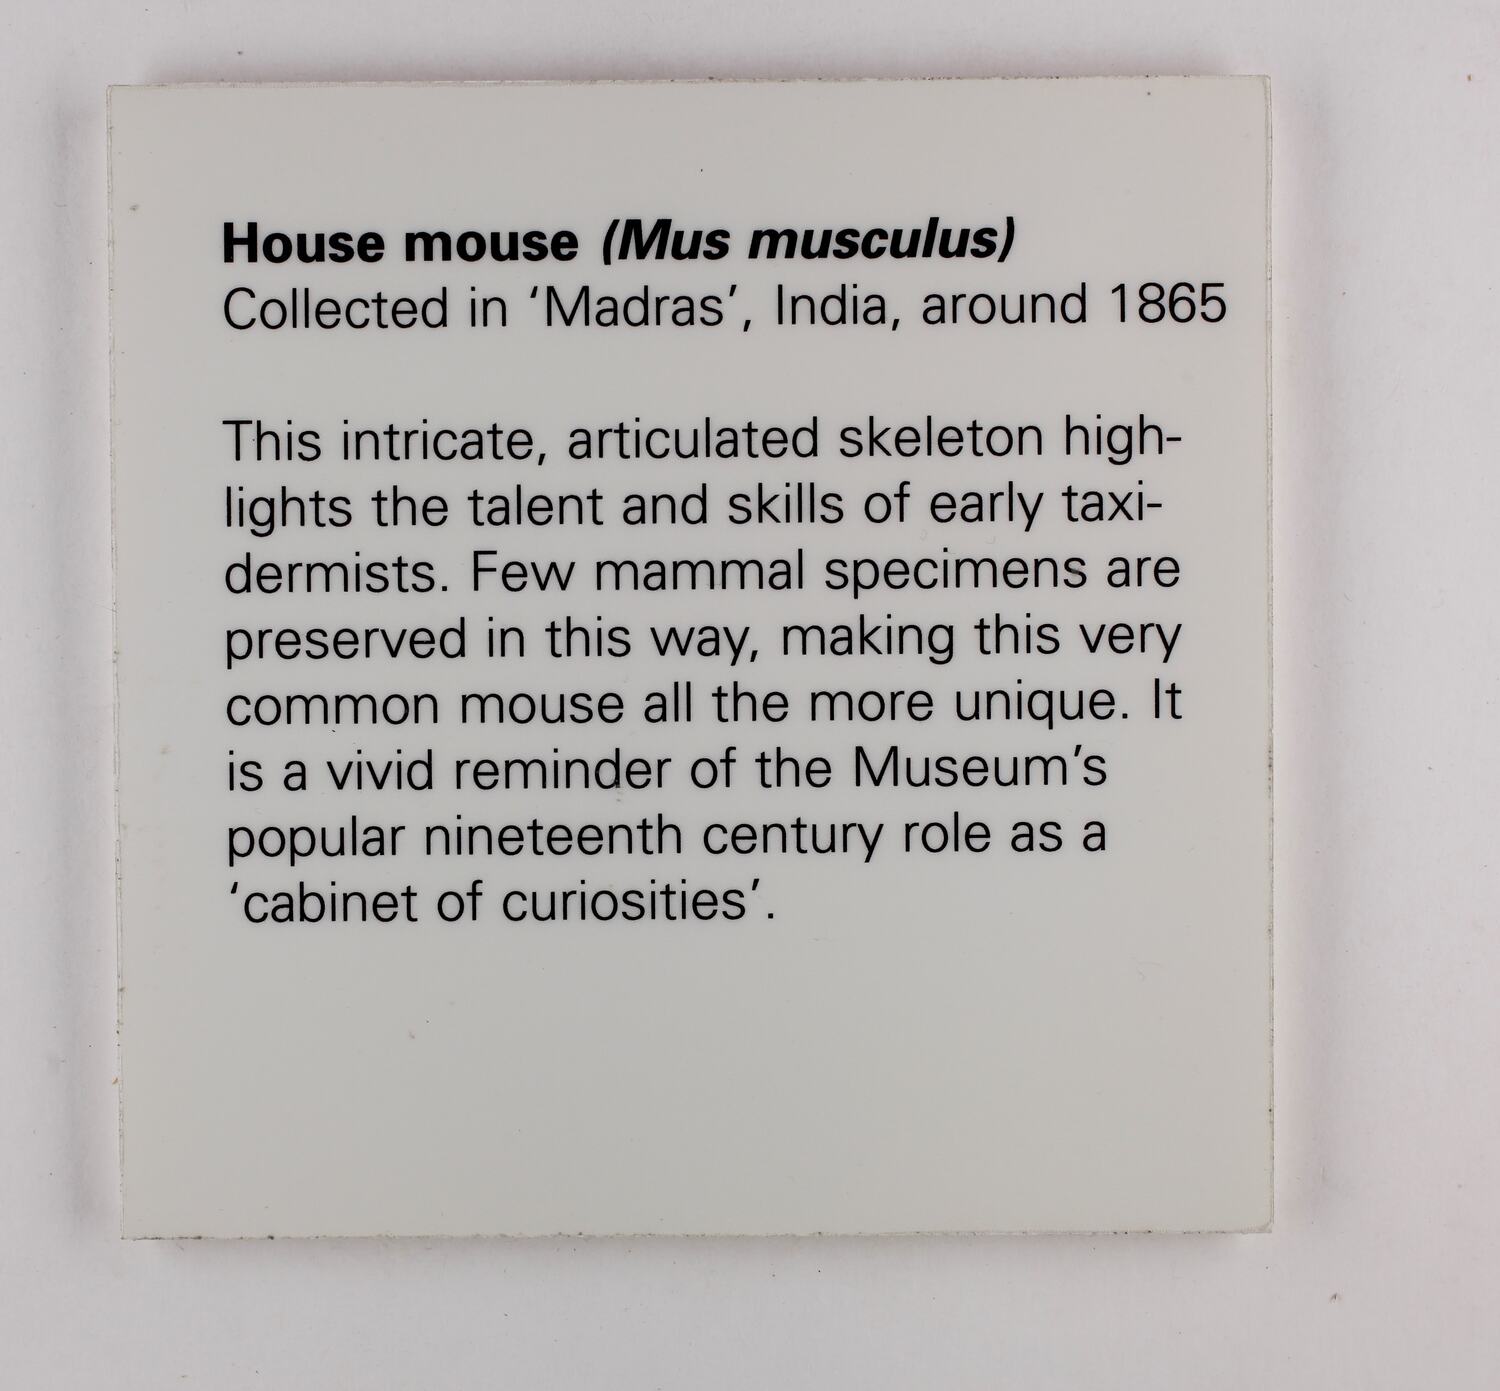 House mouse (Mus musculus)
Collected in ‘Madras’, India, around 1865
This intricate, articulated skeleton high-
lights the talent and skills of early taxi-
dermists. Few mammal specimens are
preserved in this way, making this very
common mouse all the more unique. It
is a vivid reminder of the Museum’s
popular nineteenth century role as a
‘cabinet of curiosities’.